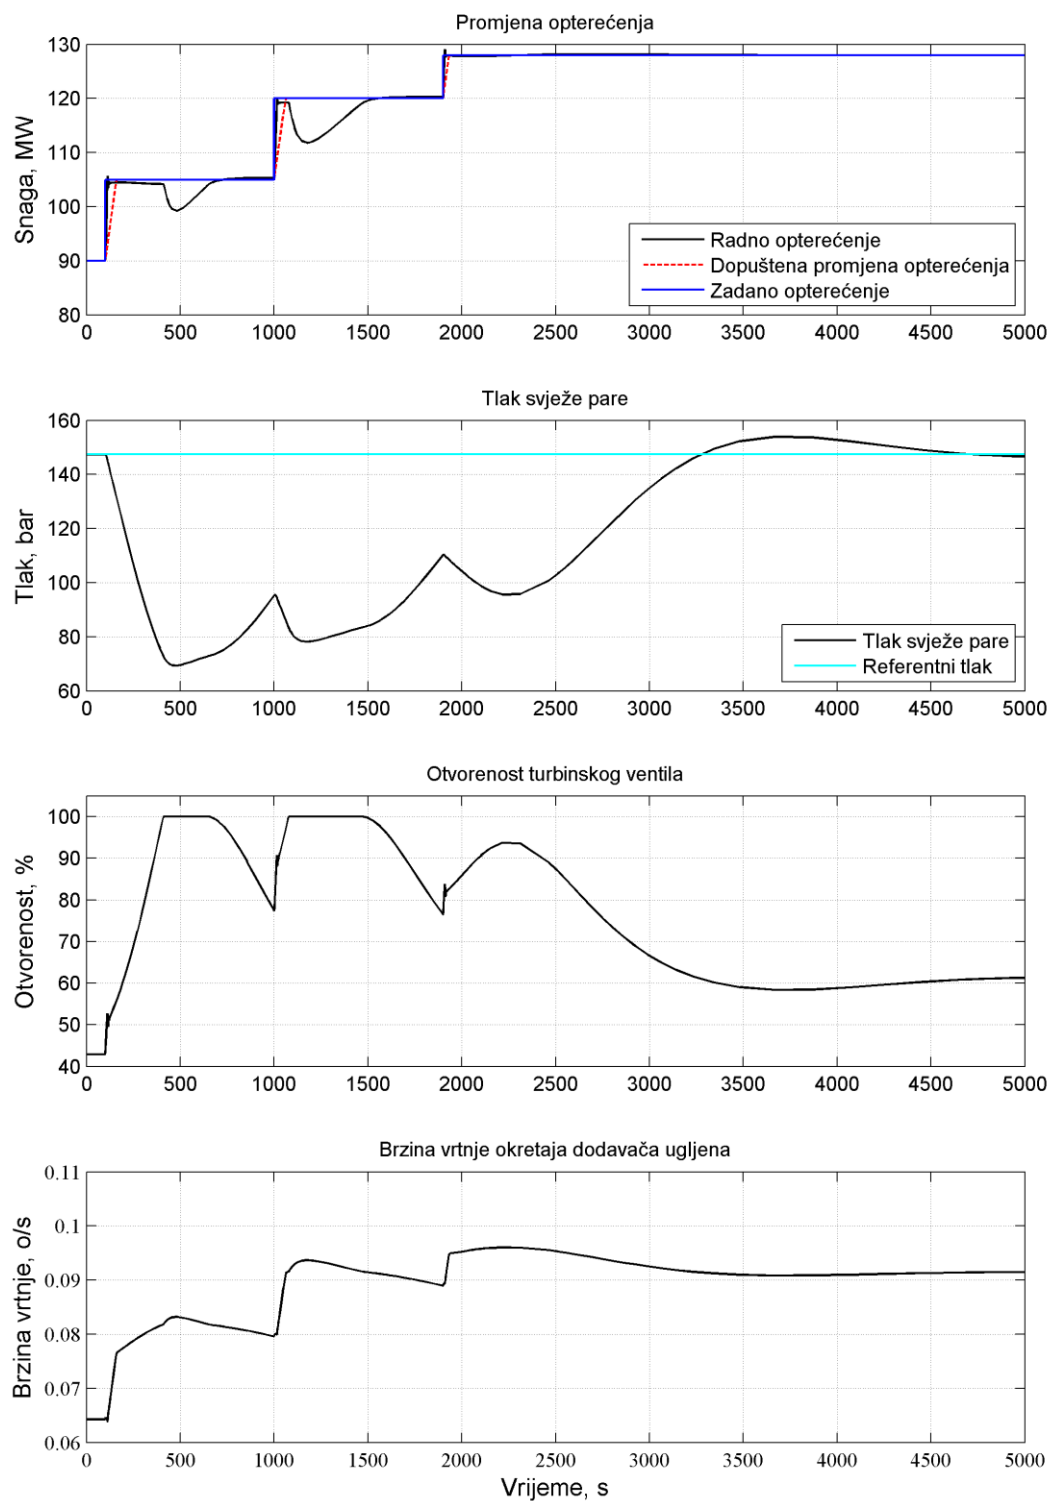 Promjena opterećenja
Snaga, MW
130
120
110
100
90
80
Radno opterećenje
Dopuštena promjena opterećenja
Zadano opterećenje
0 500 1000 1500 2000 2500 3000 3500 4000 4500 5000
Tlak svježe pare
Tlak, bar
160
140
120
100
80
60
Tlak svježe pare
Referentni tlak
0 500 1000 1500 2000 2500 3000 3500 4000 4500 5000
Otvorenost turbinskog ventila
Otvorenost, %
100
90
80
70
60
50
40
0 500 1000 1500 2000 2500 3000 3500 4000 4500 5000
Brzina vrtnje okretaja dodavača ugljena
Brzina vrtnje, o/s
0.11
0.1
0.09
0.08
0.07
0.06
0 500 1000 1500 2000 2500 3000 3500 4000 4500 5000
Vrijeme, s